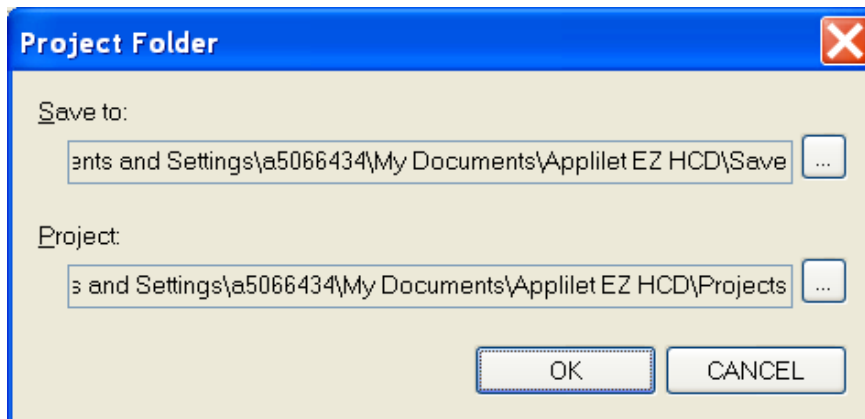 Project Folder
Save to:
ents and Settings\a5066434\My Documents\Applilet EZ HCD\Save
...
Project:
s and Settings\a5066434\My Documents\Applilet EZ HCD\Projects
...
OK CANCEL